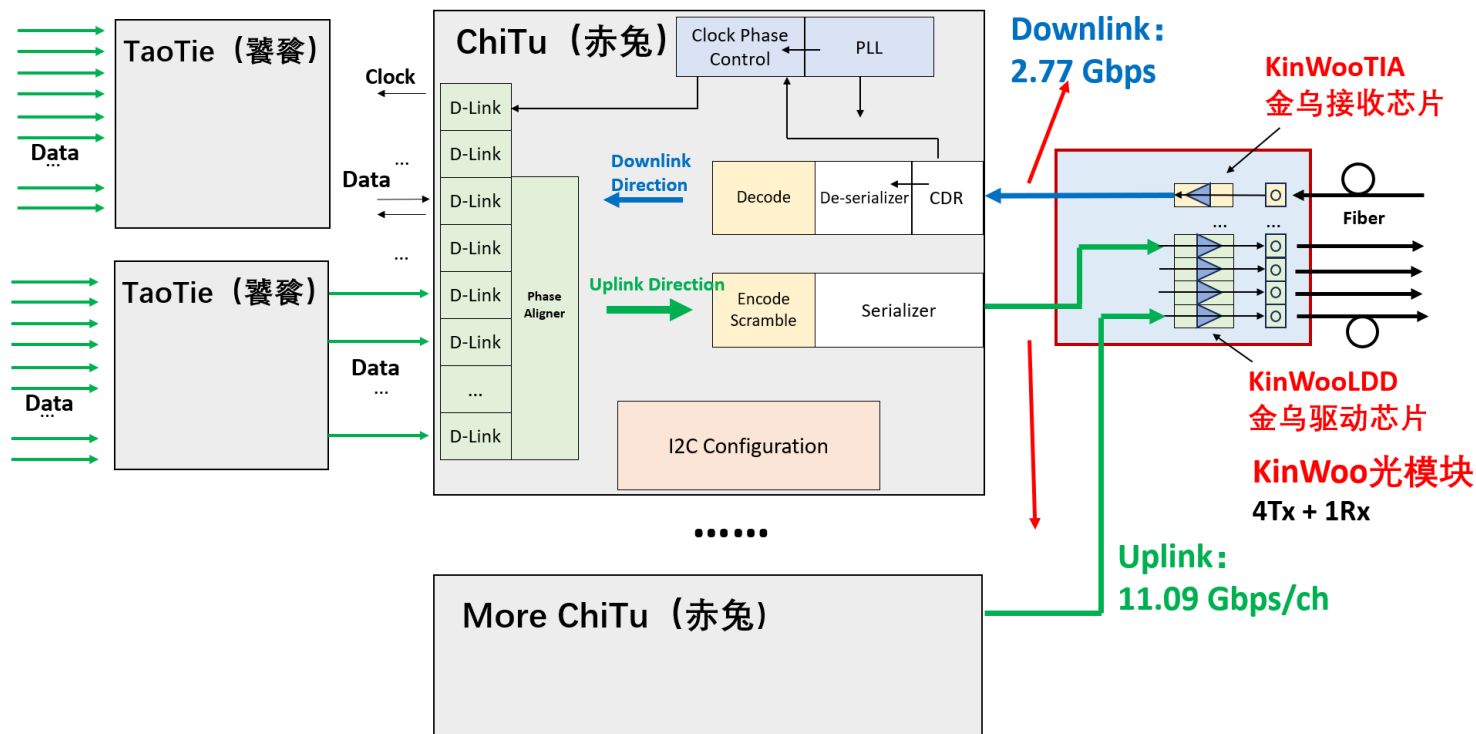 TaoTie（饕餮）
Data
...
TaoTie（饕餮）
Data
...
Clock
...
Data
...
Data
...
ChiTu（赤兔）
Clock Phase
Control
PLL
D-Link
D-Link
D-Link
D-Link
D-Link
D-Link
...
D-Link
Phase
Aligner
Downlink
Direction
Decode
De-serializer
CDR
Uplink Direction
Encode
Scramble
Serializer
I2C Configuration
......
More ChiTu（赤兔）
Downlink：
2.77 Gbps
KinWooTIA
金乌接收芯片
Fiber
...
...
KinWooLDD
金乌驱动芯片
KinWoo光模块
4Tx + 1Rx
Uplink：
11.09 Gbps/ch